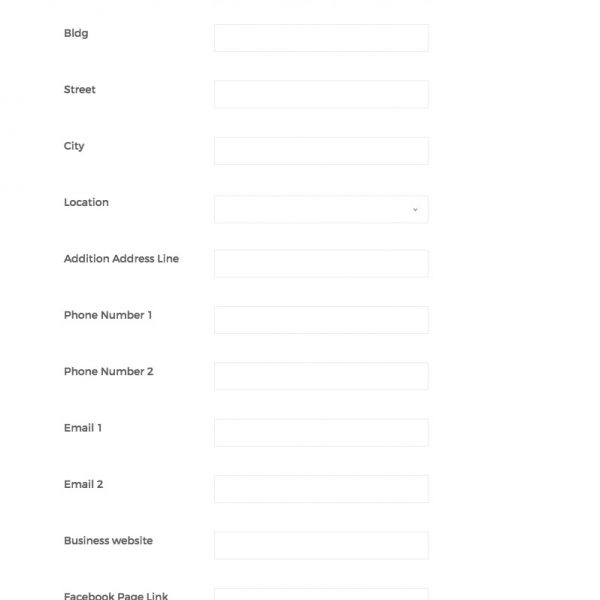 Bldg
Street
City
Location
Addition Address Line
Phone Number 1
Phone Number 2
Email 1
Email 2
Business website
Facebook Page Link